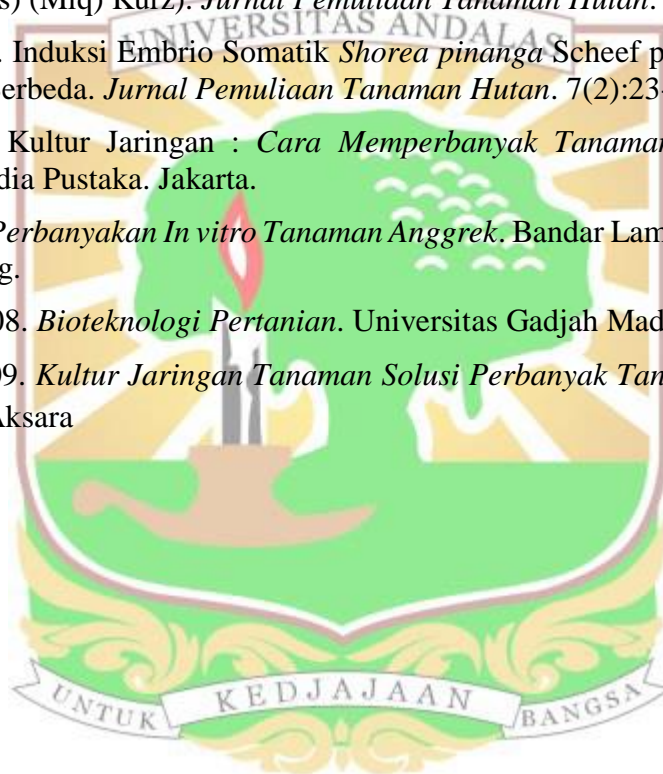 s) (Miq) Kurz). Jurnal Pemuliaan Tanaman Hutan.
UNIVERSITAS ANDALAS
. Induksi Embrio Somatik Shorea pinanga Scheef p
erbeda. Jurnal Pemuliaan Tanaman Hutan. 7(2):23-
Kultur Jaringan : Cara Memperbanyak Tanaman
dia Pustaka. Jakarta.
Perbanyakan In vitro Tanaman Anggrek. Bandar Lam
g.
08. Bioteknologi Pertanian. Universitas Gadjah Mad
09. Kultur Jaringan Tanaman Solusi Perbanyak Tan
Aksara
UNTUK KEDJAJAAN BANGSA